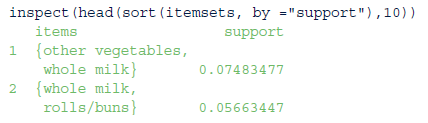 inspect(head(sort(itemsets, by ="support"),10))
items support
1 {other vegetables,
whole milk} 0.07483477
2 {whole milk,
rolls/buns} 0.05663447